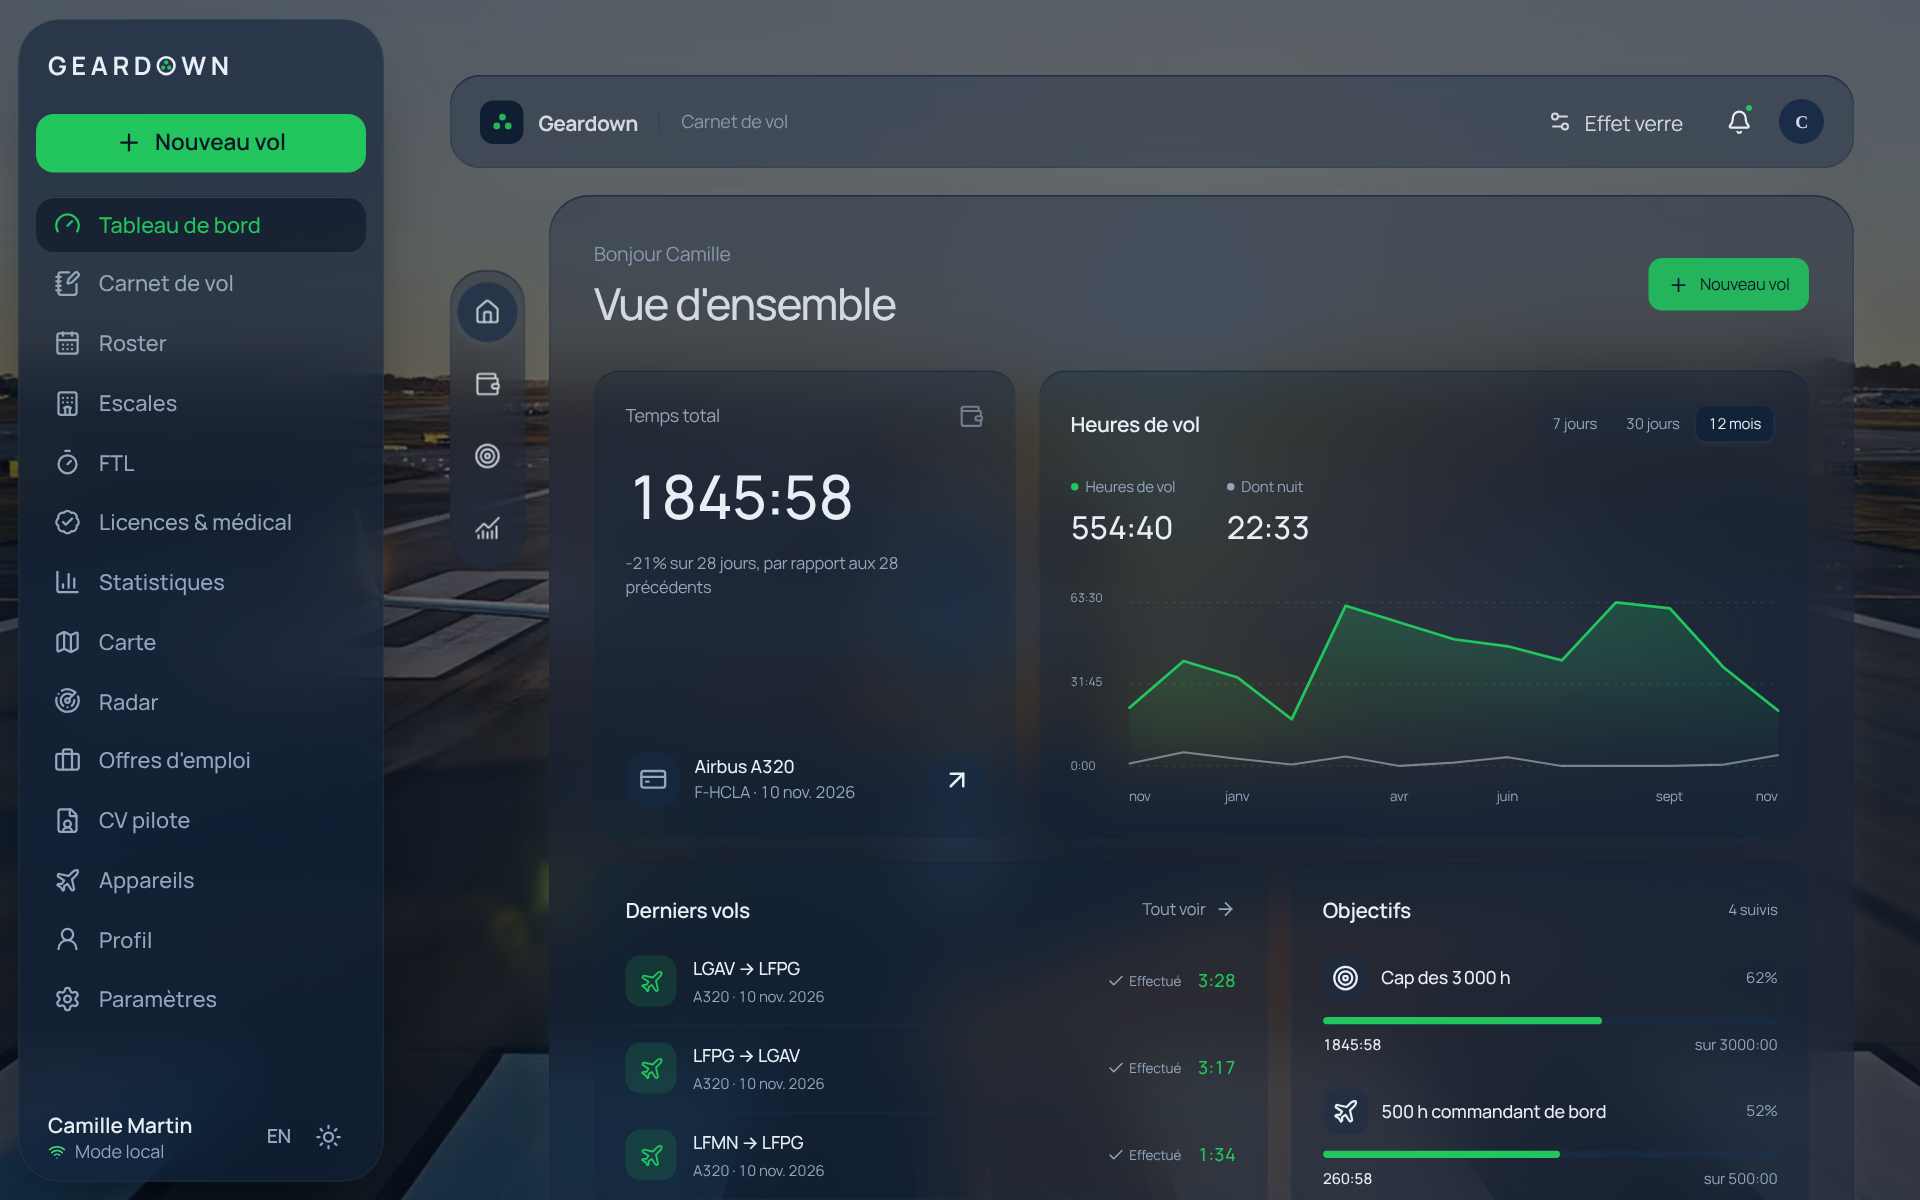 GEARDOWN
Nouveau vol
Tableau de bord
Carnet de vol
Roster
Escales
FTL
Licences & médical
Statistiques
Carte
Radar
Offres d'emploi
CV pilote
Appareils
Profil
Paramètres
Camille Martin
Mode local
EN
Geardown
Carnet de vol
Effet verre
C
Bonjour Camille
Vue d'ensemble
Nouveau vol
Temps total
1845:58
-21% sur 28 jours, par rapport aux 28
précédents
Airbus A320
F-HCLA · 10 nov. 2026
Heures de vol
7 jours 30 jours 12 mois
Heures de vol Dont nuit
554:40 22:33
63:30
31:45
0:00
nov janv avr juin sept nov
Derniers vols
Tout voir →
LGAV → LFPG
A320 · 10 nov. 2026
Effectué 3:28
LFPG → LGAV
A320 · 10 nov. 2026
Effectué 3:17
LFMN → LFPG
A320 · 10 nov. 2026
Effectué 1:34
Objectifs
4 suivis
Cap des 3 000 h
62%
1845:58 sur 3000:00
500 h commandant de bord
52%
260:58 sur 500:00